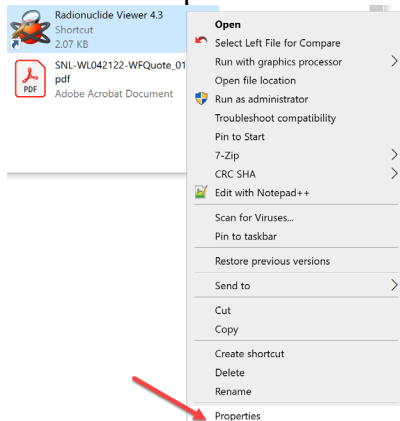 Radionuclide Viewer 4.3
Shortcut
2.07 KB
SNL-WL042122-WFQuote_01
pdf
Adobe Acrobat Document
PDF
Open
Select Left File for Compare
Run with graphics processor
Open file location
Run as administrator
Troubleshoot compatibility
Pin to Start
7-Zip
CRC SHA
Edit with Notepad++
Scan for Viruses...
Pin to taskbar
Restore previous versions
Send to
Cut
Copy
Create shortcut
Delete
Rename
Properties